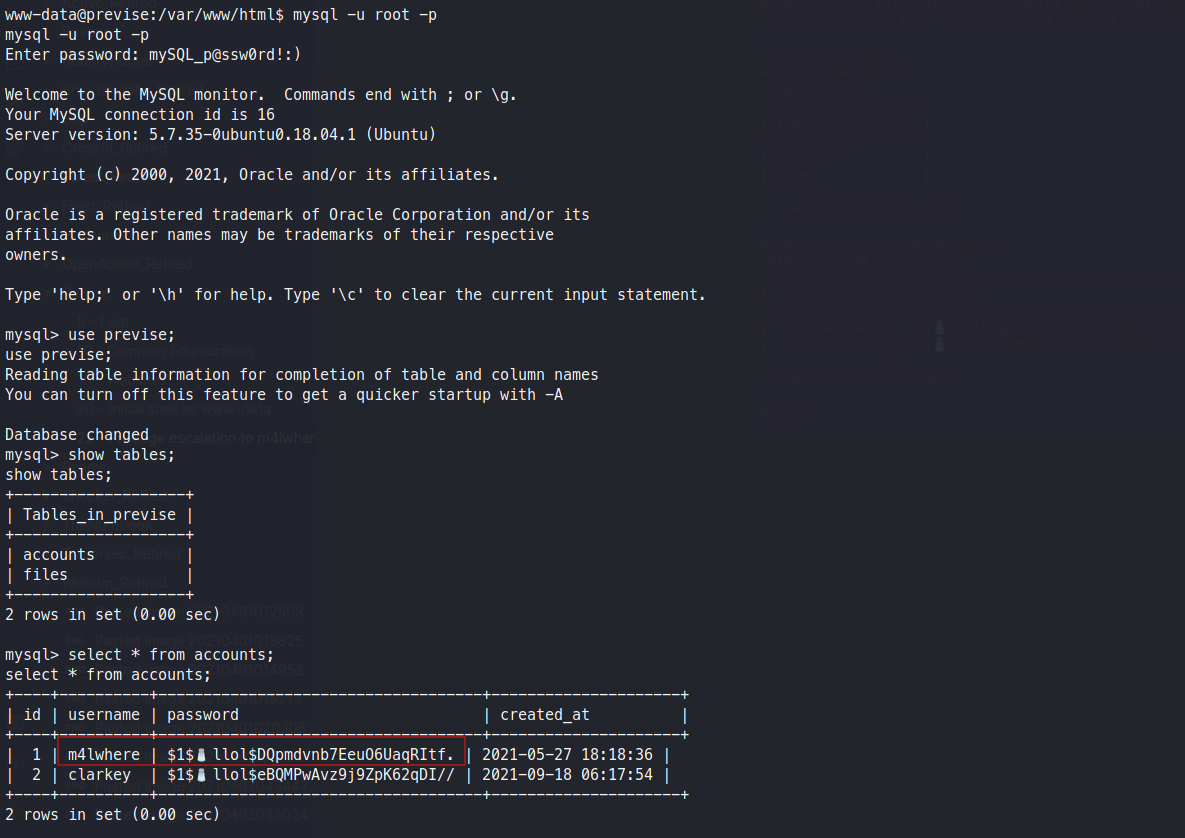 www-data@previse:/var/www/html$ mysql -u root -p
mysql -u root -p
Enter password: mySQL_p@ssw0rd!:)
Welcome to the MySQL monitor.  Commands end with ; or \g.
Your MySQL connection id is 16
Server version: 5.7.35-0ubuntu0.18.04.1 (Ubuntu)
Copyright (c) 2000, 2021, Oracle and/or its affiliates.
Oracle is a registered trademark of Oracle Corporation and/or its
affiliates. Other names may be trademarks of their respective
owners.
Type 'help;' or '\h' for help. Type '\c' to clear the current input statement.
mysql> use previse;
use previse;
Reading table information for completion of table and column names
You can turn off this feature to get a quicker startup with -A
Database changed
mysql> show tables;
show tables;
+-------------------+
| Tables_in_previse |
+-------------------+
| accounts          |
| files             |
+-------------------+
2 rows in set (0.00 sec)
mysql> select * from accounts;
select * from accounts;
+----+----------+------------------------------------+---------------------+
| id | username | password                           | created_at          |
+----+----------+------------------------------------+---------------------+
|  1 | m4lwhere | $1$🧂llol$DQpmdvnb7EeuO6UaqRItf. | 2021-05-27 18:18:36 |
|  2 | clarkey  | $1$🧂llol$eBQMPwAvz9j9ZpK62qDI// | 2021-09-18 06:17:54 |
+----+----------+------------------------------------+---------------------+
2 rows in set (0.00 sec)